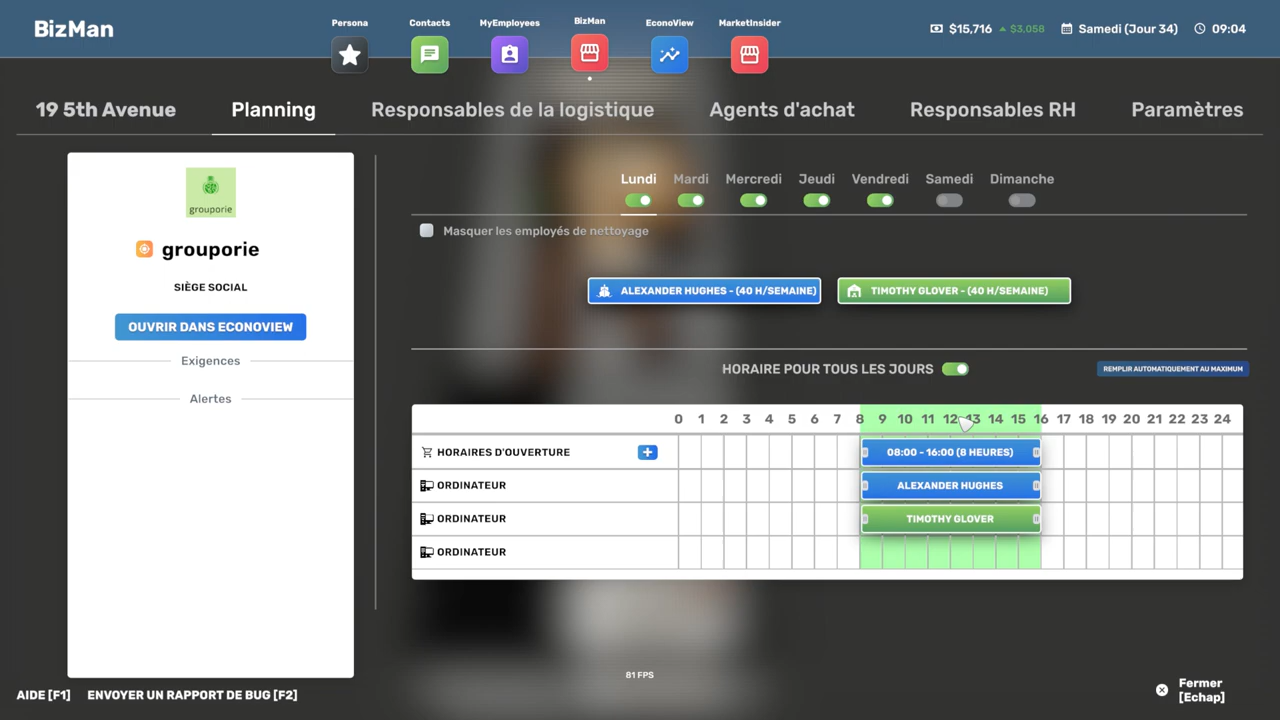 BizMan
Persona
Contacts
MyEmployees
BizMan
EconoView
MarketInsider
$15,716
$3,058
Samedi (Jour 34)
09:04
19 5th Avenue
Planning
Responsables de la logistique
Agents d'achat
Responsables RH
Paramètres
grouporie
grouporie
SIÈGE SOCIAL
OUVRIR DANS ECONOVIEW
Exigences
Alertes
Lundi
Mardi
Mercredi
Jeudi
Vendredi
Samedi
Dimanche
Masquer les employés de nettoyage
ALEXANDER HUGHES - (40 H/SEMAINE)
TIMOTHY GLOVER - (40 H/SEMAINE)
HORAIRE POUR TOUS LES JOURS
REMPLIR AUTOMATIQUEMENT AU MAXIMUM
0 1 2 3 4 5 6 7 8 9 10 11 12 13 14 15 16 17 18 19 20 21 22 23 24
HORAIRES D'OUVERTURE
08:00 - 16:00 (8 HEURES)
ORDINATEUR
ALEXANDER HUGHES
ORDINATEUR
TIMOTHY GLOVER
ORDINATEUR
81 FPS
AIDE [F1]
ENVOYER UN RAPPORT DE BUG [F2]
Fermer
[Echap]